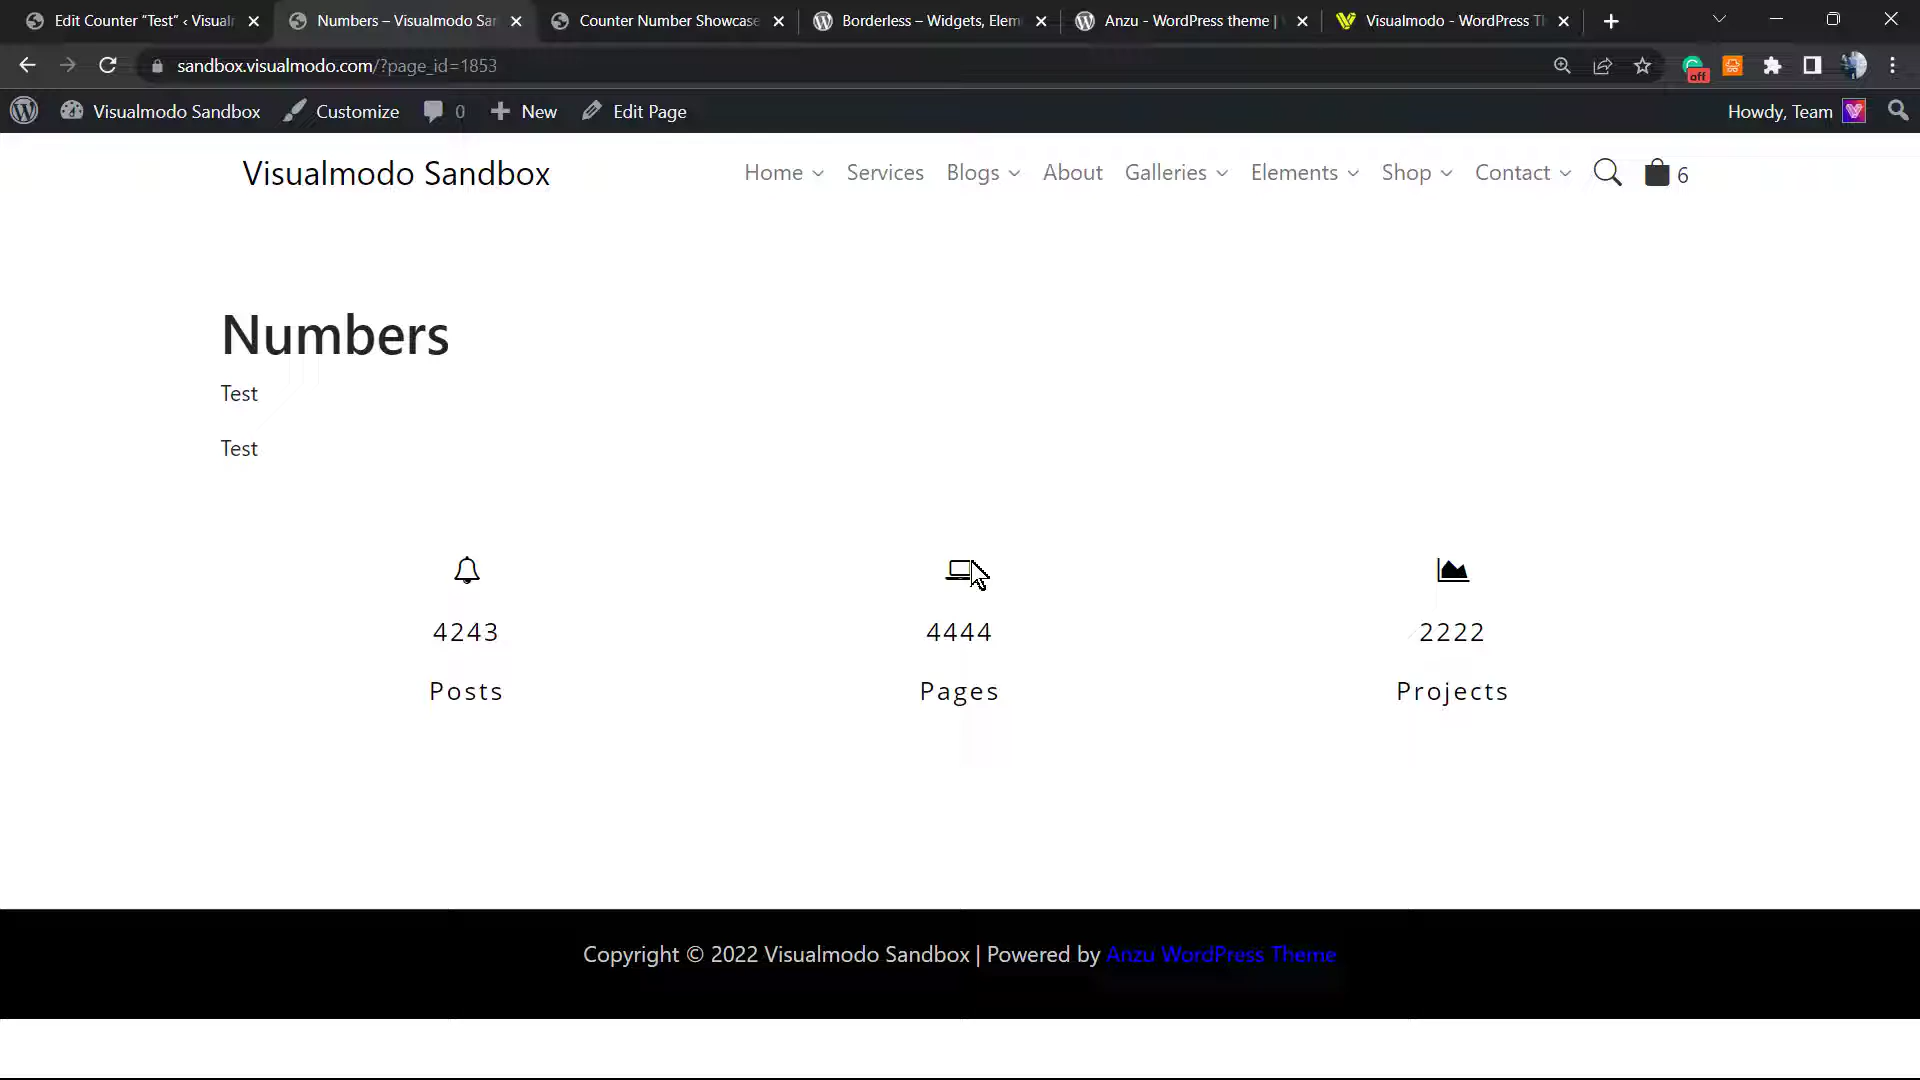 Edit Counter “Test” ‹ Visual
Numbers – Visualmodo Sa
Counter Number Showcase
Borderless – Widgets, Elem
Anzu - WordPress theme |
Visualmodo - WordPress T
sandbox.visualmodo.com/?page_id=1853
off
Visualmodo Sandbox
Customize
0
New
Edit Page
Howdy, Team
Visualmodo Sandbox
Home
Services
Blogs
About
Galleries
Elements
Shop
Contact
6
Numbers
Test
Test
4243
4444
2222
Posts
Pages
Projects
Copyright © 2022 Visualmodo Sandbox | Powered by Anzu WordPress Theme